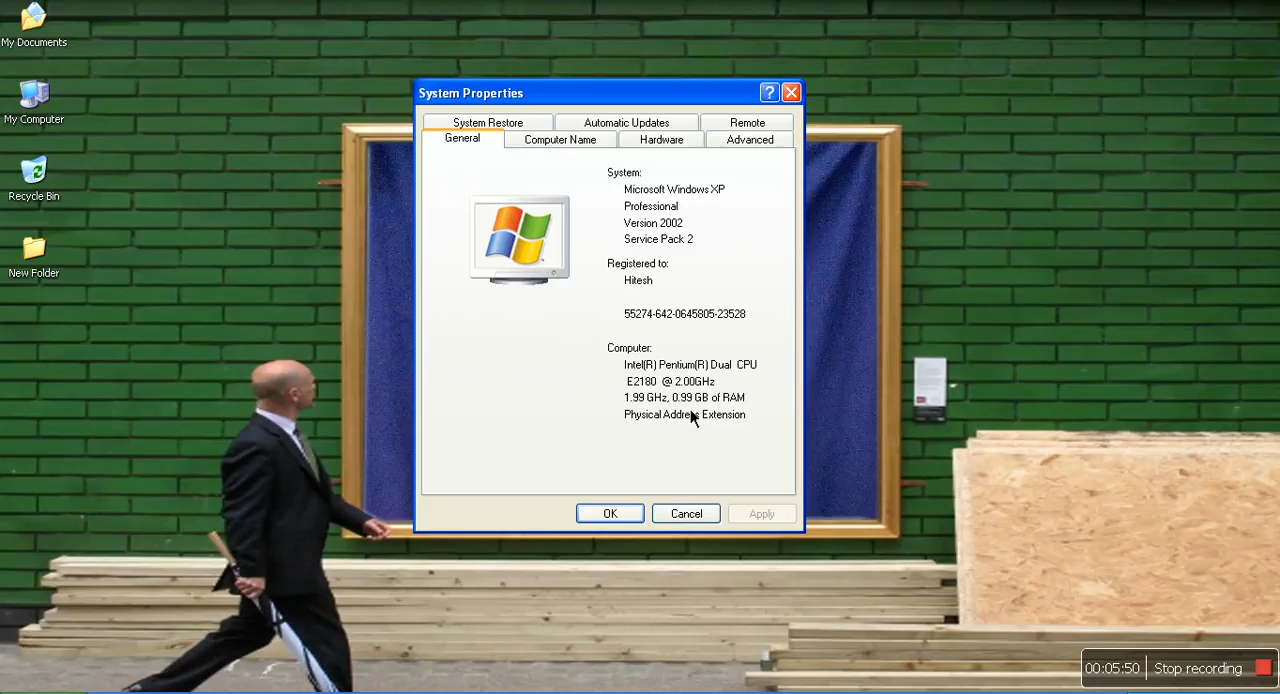 My Documents
My Computer
Recycle Bin
New Folder
System Properties
System Restore
Automatic Updates
Remote
General
Computer Name
Hardware
Advanced
System:
Microsoft Windows XP
Professional
Version 2002
Service Pack 2
Registered to:
Hitesh
55274-642-0645805-23528
Computer:
Intel(R) Pentium(R) Dual CPU
E2180 @ 2.00GHz
1.99 GHz, 0.99 GB of RAM
Physical Address Extension
OK
Cancel
Apply
00:05:50
Stop recording